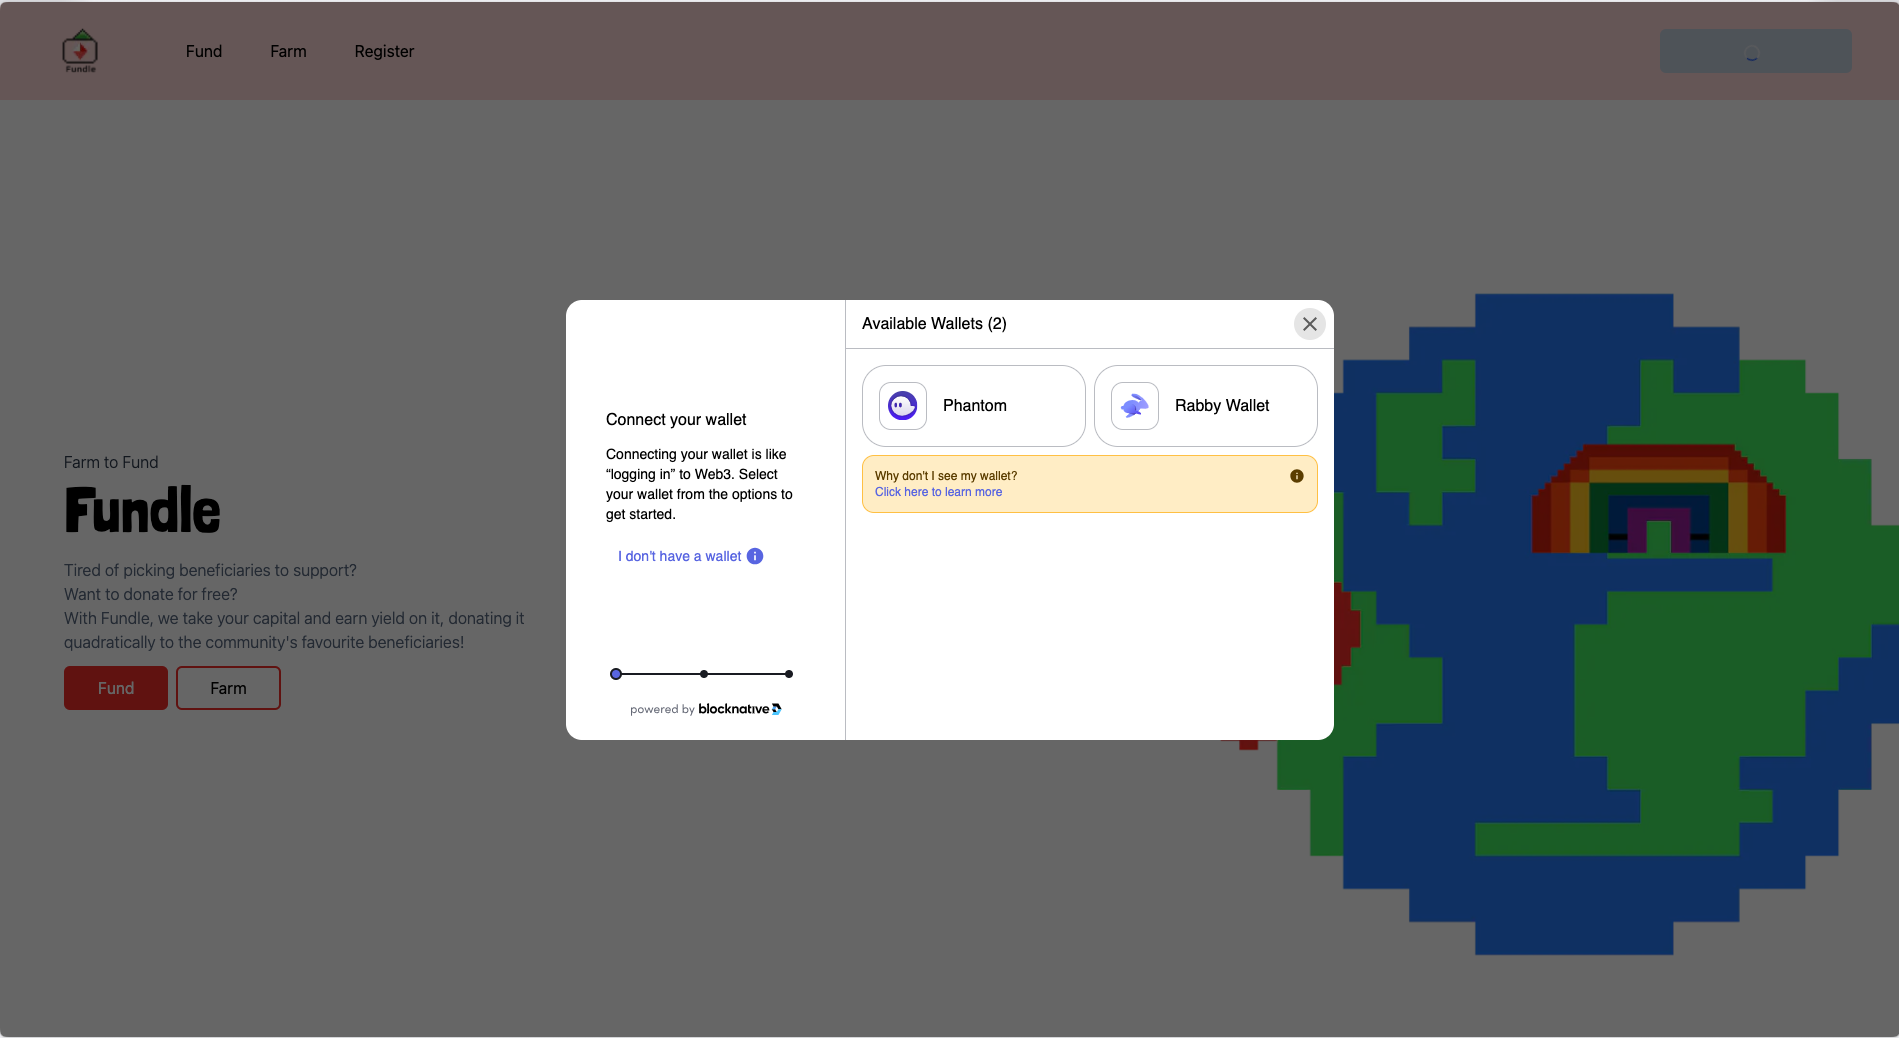 Fundle
Fund
Farm
Register
Farm to Fund
Fundle
Tired of picking beneficiaries to support?
Want to donate for free?
With Fundle, we take your capital and earn yield on it, donating it
quadratically to the community's favourite beneficiaries!
Fund
Farm
Connect your wallet
Connecting your wallet is like
“logging in” to Web3. Select
your wallet from the options to
get started.
I don't have a wallet
powered by blocknative
Available Wallets (2)
Phantom
Rabby Wallet
Why don't I see my wallet?
Click here to learn more